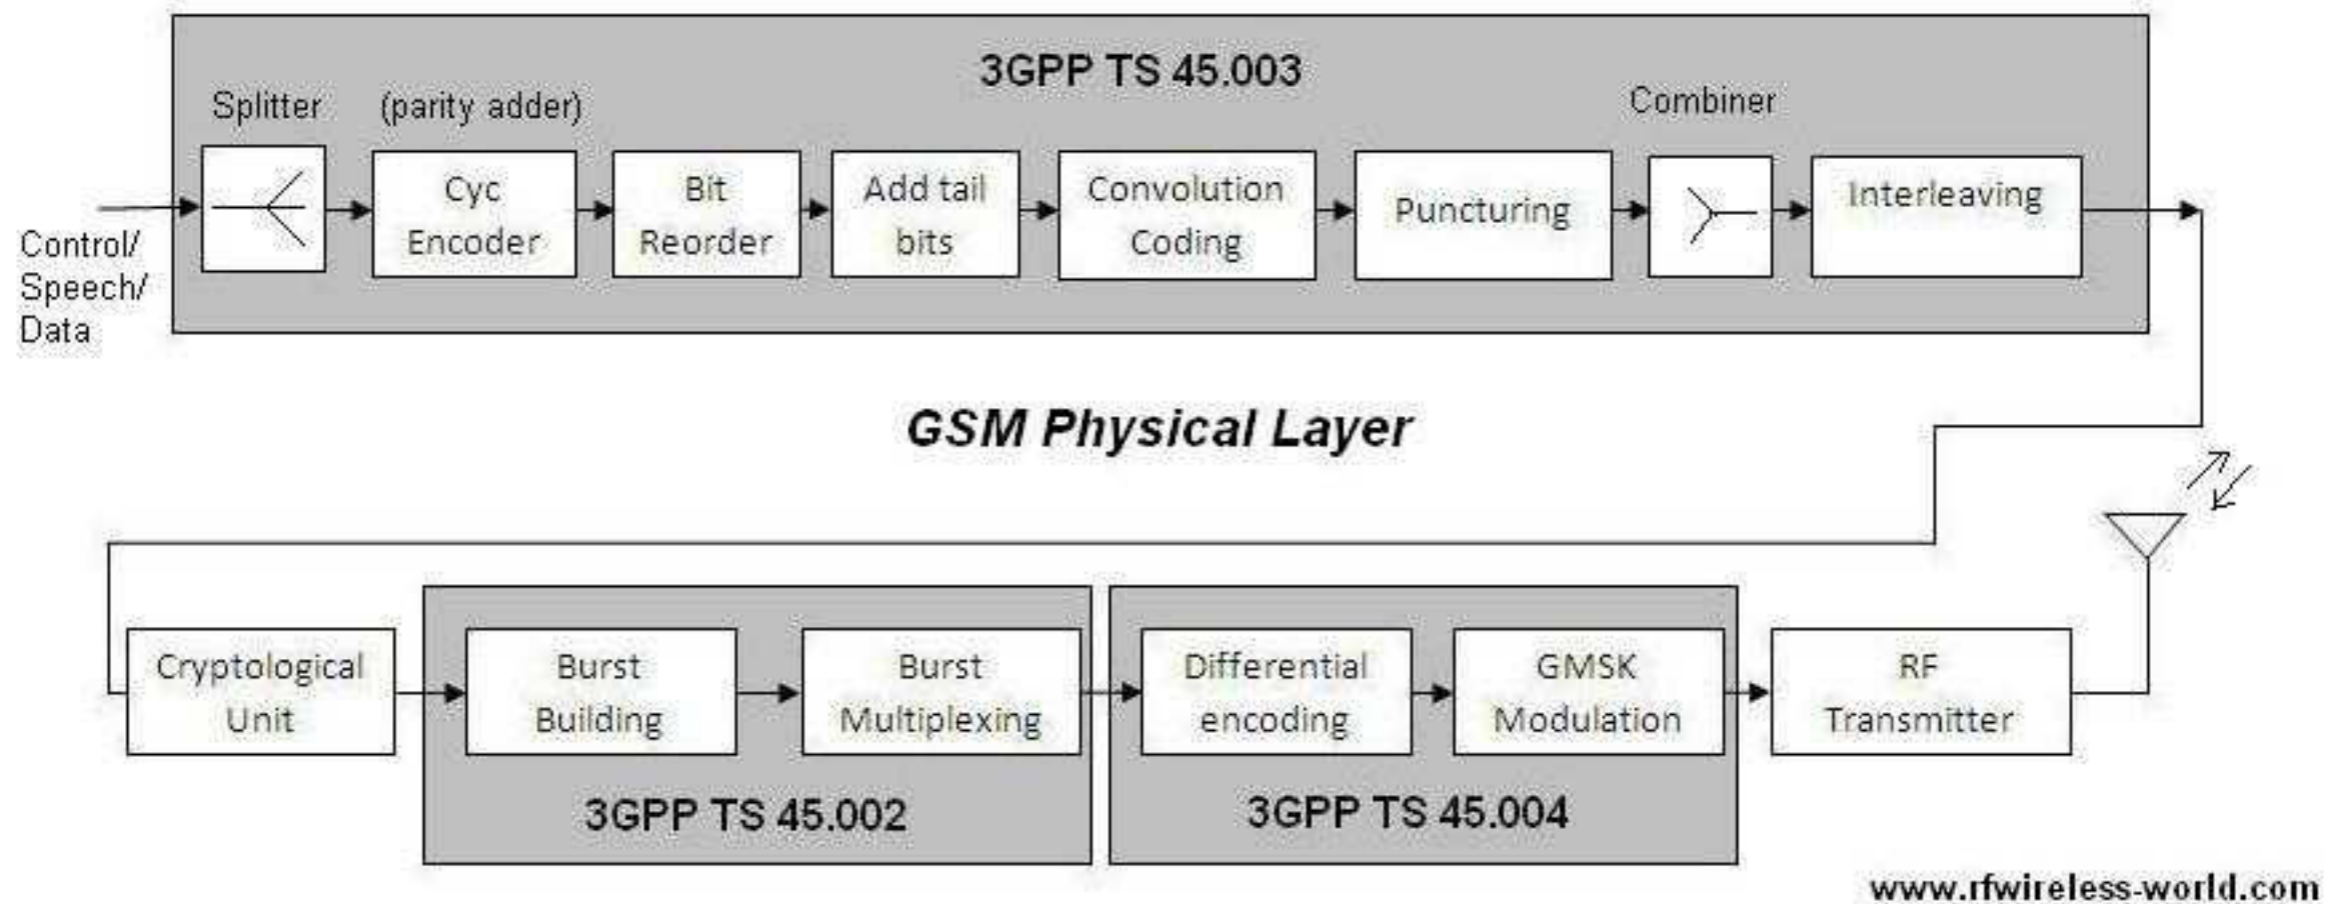 3GPP TS 45.003
Splitter
(parity adder)
Combiner
Cyc
Encoder
Bit
Reorder
Add tail
bits
Convolution
Coding
Puncturing
Interleaving
Control/
Speech/
Data
GSM Physical Layer
Cryptological
Unit
Burst
Building
Burst
Multiplexing
Differential
encoding
GMSK
Modulation
RF
Transmitter
3GPP TS 45.002
3GPP TS 45.004
www.rfwireless-world.com